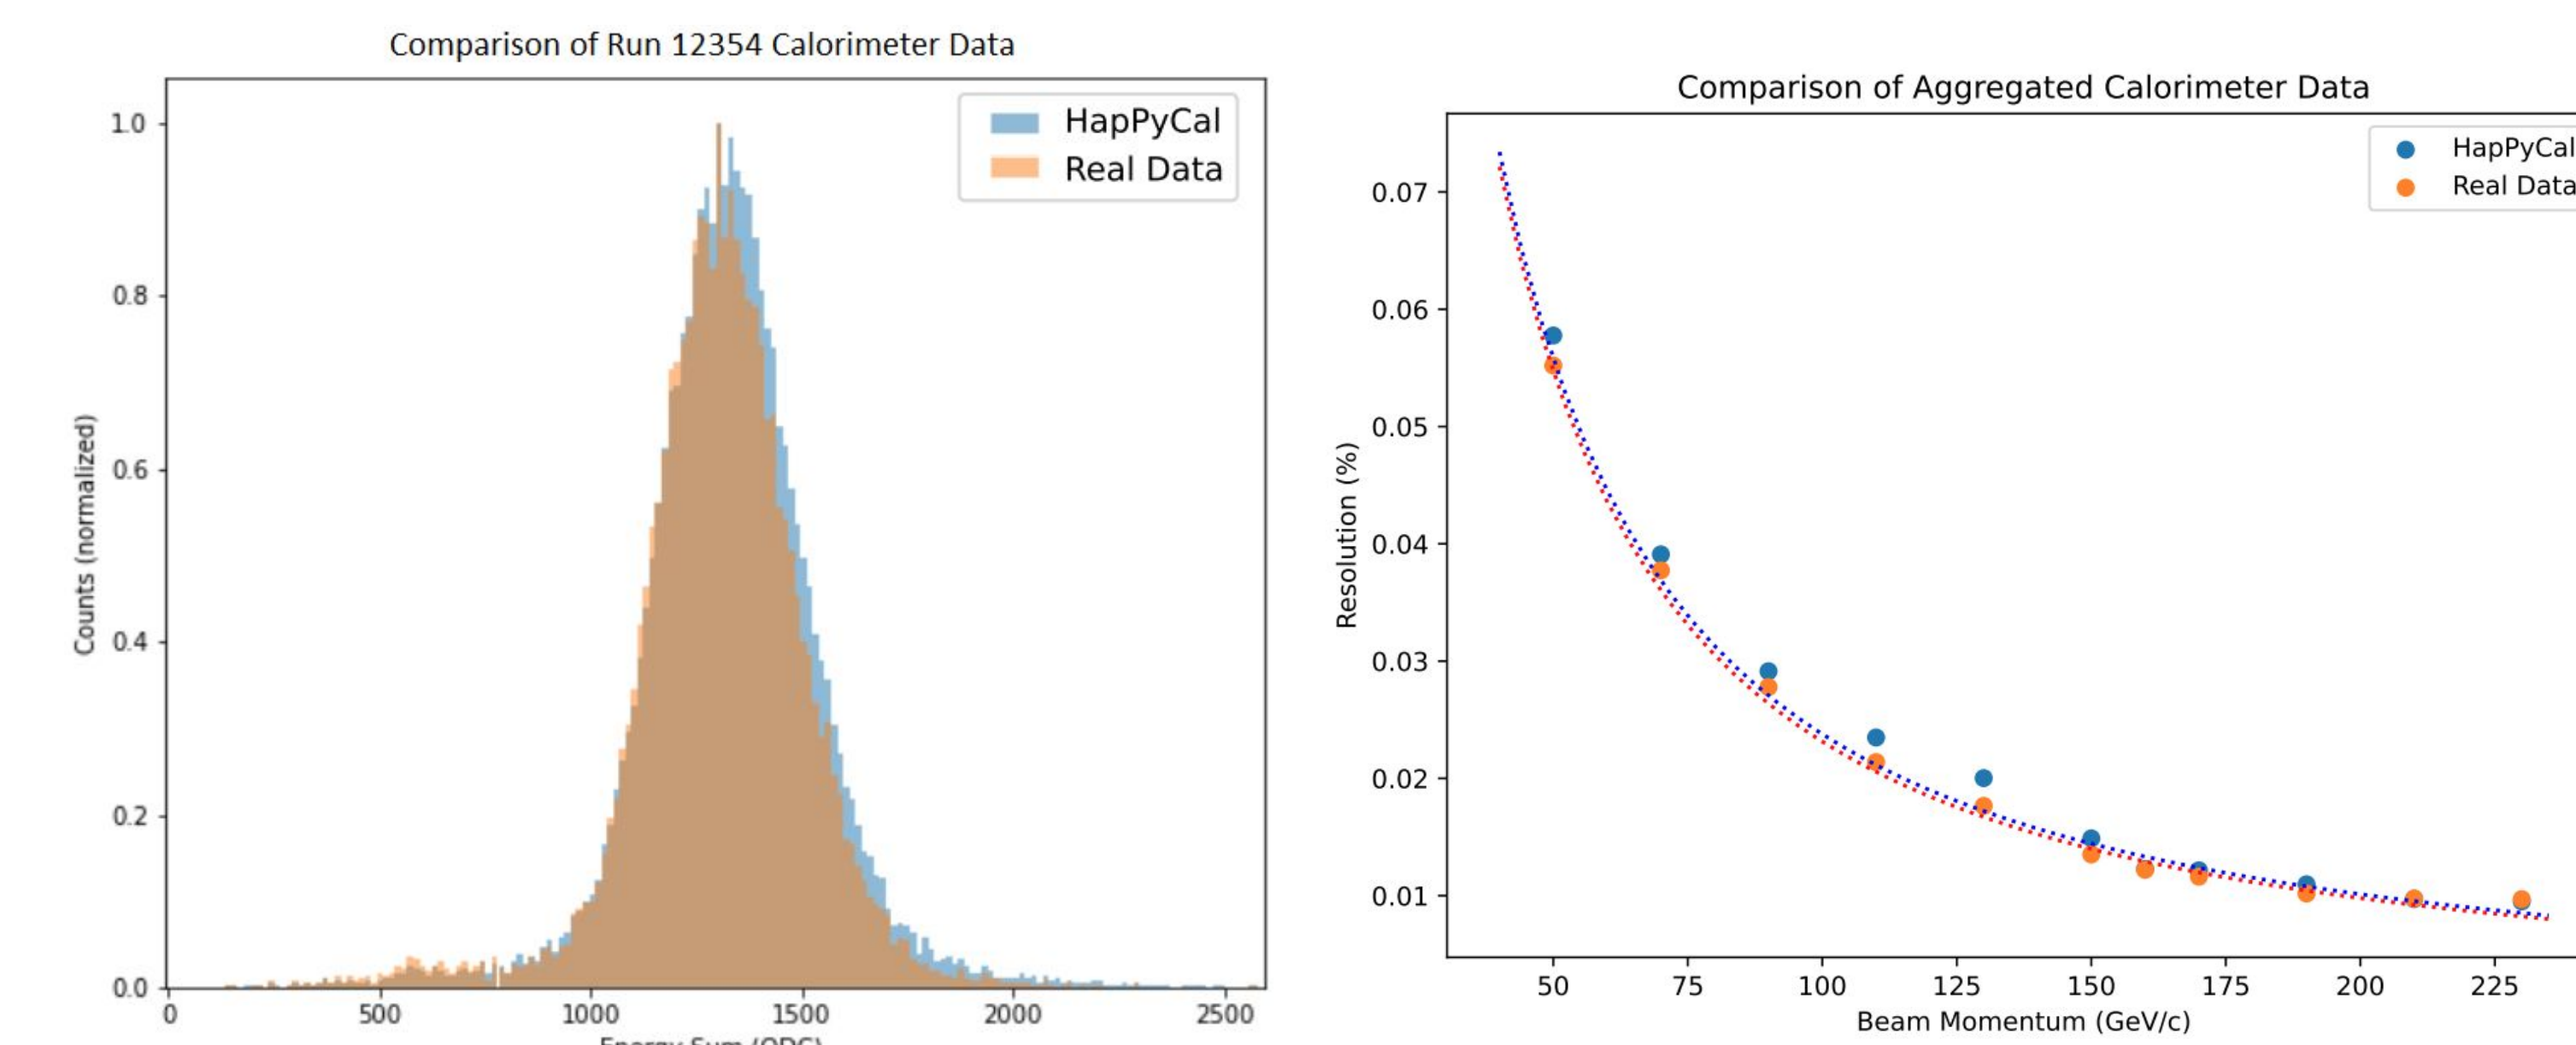 Comparison of Run 12354 Calorimeter Data
HapPyCal
Real Data
Counts (normalized)
1.0
0.8
0.6
0.4
0.2
0.0
0 500 1000 1500 2000 2500
Energy Sum
Comparison of Aggregated Calorimeter Data
HapPyCal
Real Data
Resolution (%)
0.07
0.06
0.05
0.04
0.03
0.02
0.01
50 75 100 125 150 175 200 225
Beam Momentum (GeV/c)